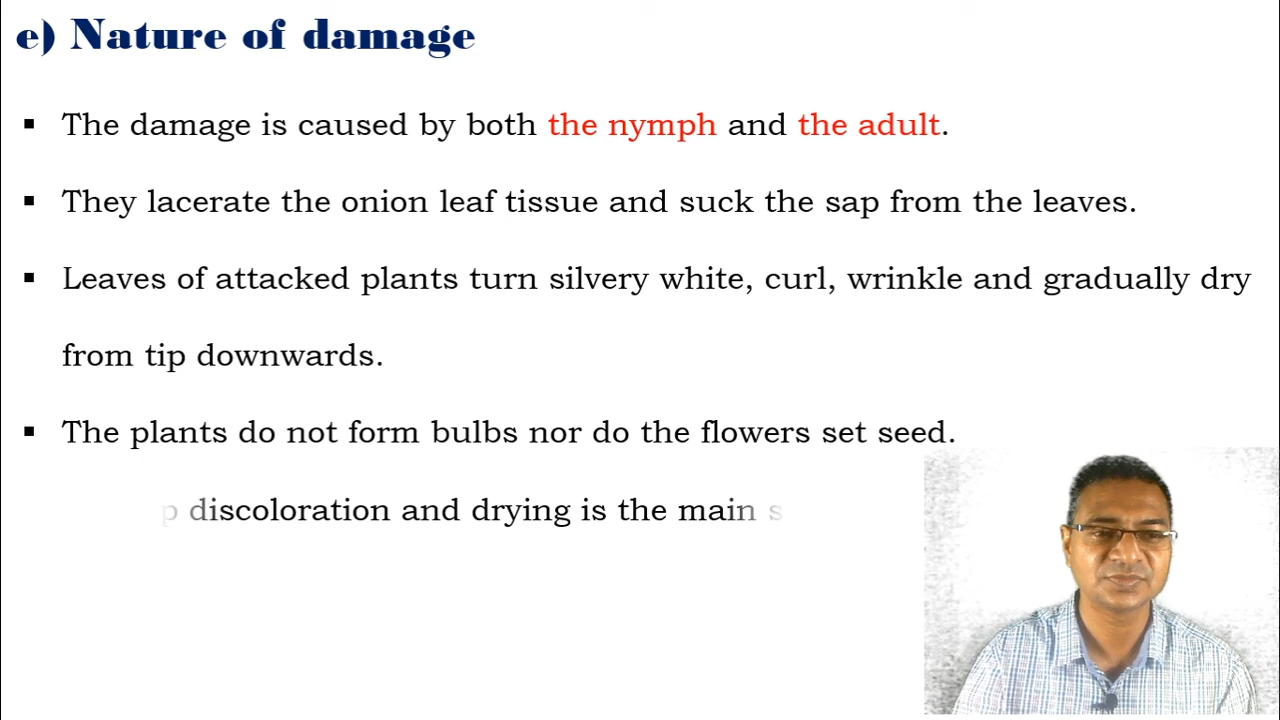 e) Nature of damage
▪ The damage is caused by both the nymph and the adult.
▪ They lacerate the onion leaf tissue and suck the sap from the leaves.
▪ Leaves of attacked plants turn silvery white, curl, wrinkle and gradually dry
from tip downwards.
▪ The plants do not form bulbs nor do the flowers set seed.
discoloration and drying is the main